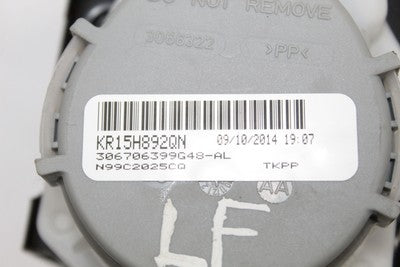 DO NOT REMOVE
3066322 >PP<
KR15H892QN 09/10/2014 19:07
306706399G48-AL
N99C2025CQ TKPP
AA
LF